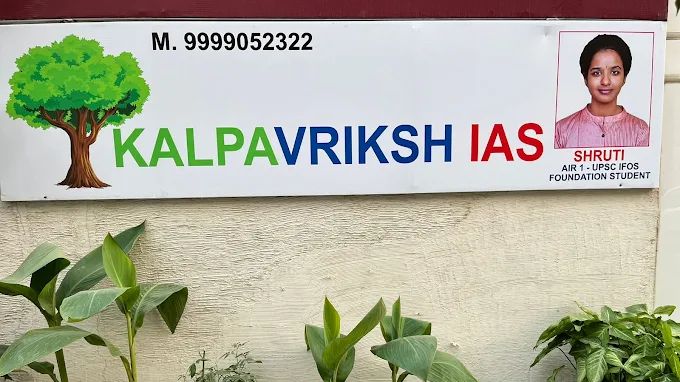 M. 9999052322
KALPAVRIKSH IAS
SHRUTI
AIR 1 - UPSC IFOS
FOUNDATION STUDENT